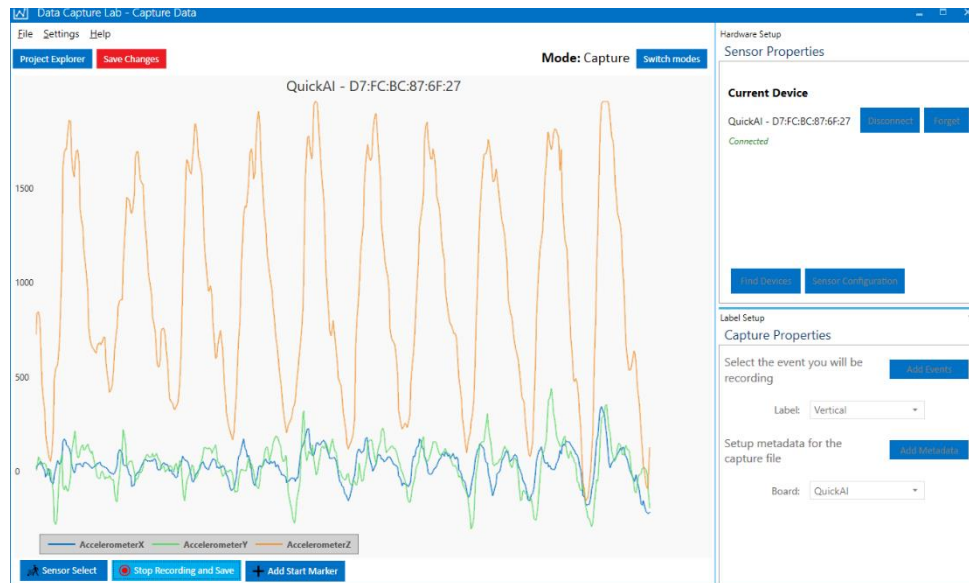 Data Capture Lab - Capture Data
File Settings Help
Project Explorer
Save Changes
Mode: Capture
Switch modes
QuickAI - D7:FC:BC:87:6F:27
1500
1000
500
0
AccelerometerX
AccelerometerY
AccelerometerZ
Sensor Select
Stop Recording and Save
Add Start Marker
Hardware Setup
Sensor Properties
Current Device
QuickAI - D7:FC:BC:87:6F:27
Disconnect
Forget
Connected
Find Devices
Sensor Configuration
Label Setup
Capture Properties
Select the event you will be
recording
Add Events
Label: Vertical
Setup metadata for the
capture file
Add Metadata
Board: QuickAI